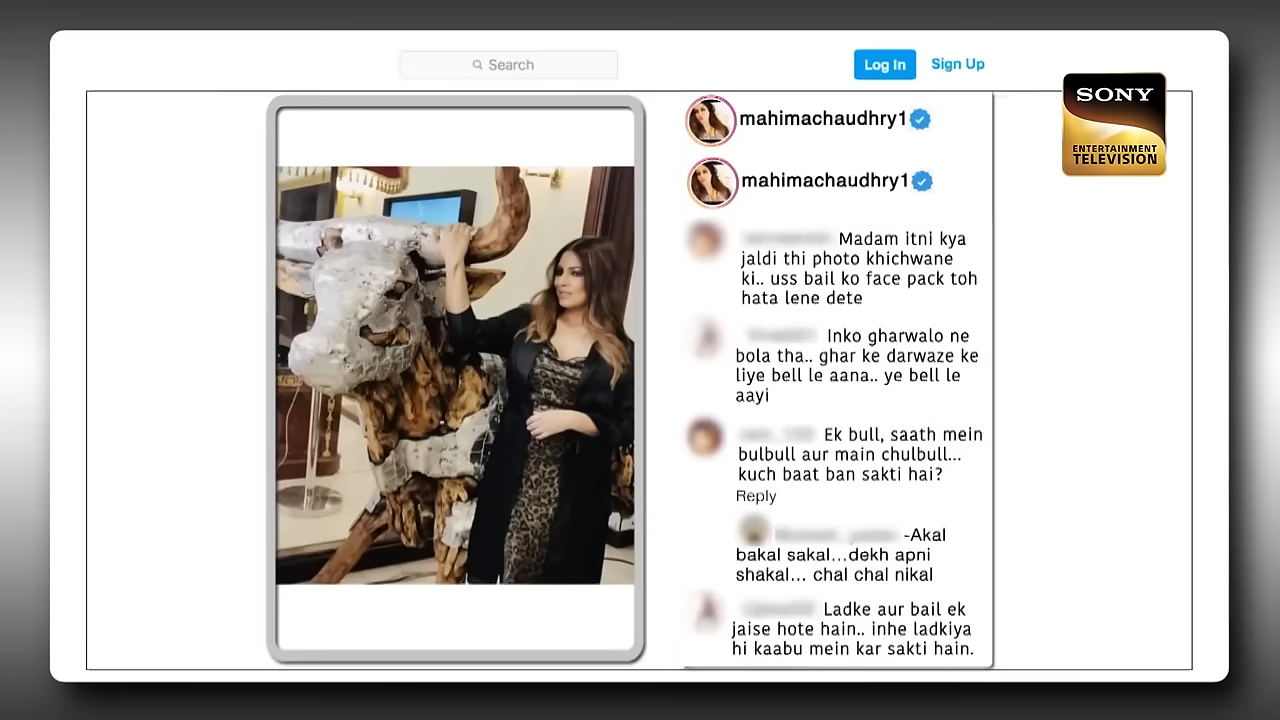 Search
Log In
Sign Up
SONY
ENTERTAINMENT
TELEVISION
mahimachaudhry1
mahimachaudhry1
Madam itni kya
jaldi thi photo khichwane
ki.. uss bail ko face pack toh
hata lene dete
Inko gharwalo ne
bola tha.. ghar ke darwaze ke
liye bell le aana.. ye bell le
aayi
Ek bull, saath mein
bulbull aur main chulbull...
kuch baat ban sakti hai?
Reply
-Akal
bakal sakal...dekh apni
shakal... chal chal nikal
Ladke aur bail ek
jaise hote hain.. inhe ladkiya
hi kaabu mein kar sakti hain.